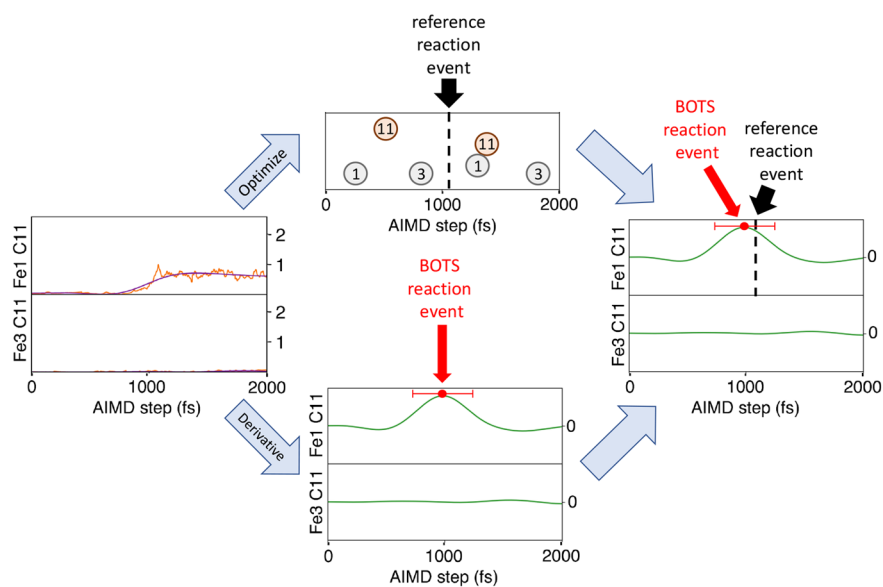 reference
reaction
event
11
11
1
3
1
3
0
1000
2000
AIMD step (fs)
Optimize
BOTS
reaction
event
reference
reaction
event
Fe1 C11
2
1
Fe3 C11
2
1
0
1000
2000
AIMD step (fs)
BOTS
reaction
event
Fe1 C11
0
Fe3 C11
0
0
1000
2000
AIMD step (fs)
Derivative
Fe1 C11
0
Fe3 C11
0
0
1000
2000
AIMD step (fs)